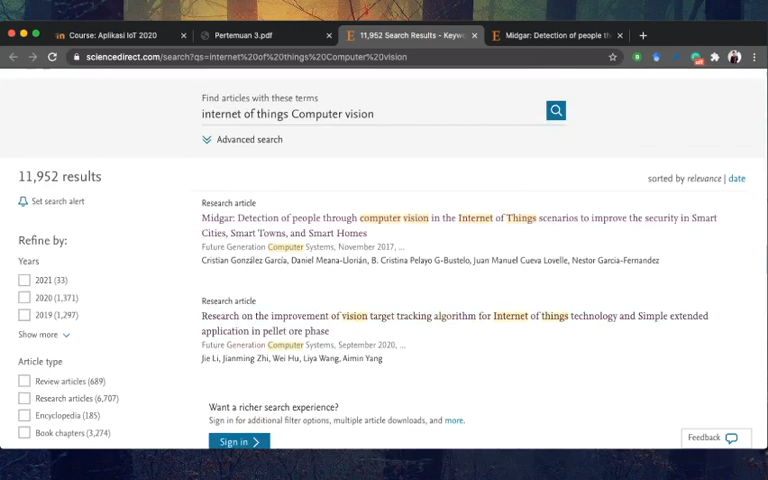 Course: Aplikasi IoT 2020
Pertemuan 3.pdf
11,952 Search Results - Keyw
Midgar: Detection of people th
sciencedirect.com/search?qs=internet%20of%20things%20Computer%20vision
Find articles with these terms
internet of things Computer vision
Advanced search
11,952 results
sorted by relevance | date
Set search alert
Research article
Midgar: Detection of people through computer vision in the Internet of Things scenarios to improve the security in Smart
Cities, Smart Towns, and Smart Homes
Future Generation Computer Systems, November 2017, ...
Cristian González García, Daniel Meana-Llorián, B. Cristina Pelayo G-Bustelo, Juan Manuel Cueva Lovelle, Nestor Garcia-Fernandez
Refine by:
Years
2021 (33)
2020 (1,371)
2019 (1,297)
Show more
Research article
Research on the improvement of vision target tracking algorithm for Internet of things technology and Simple extended
application in pellet ore phase
Future Generation Computer Systems, September 2020, ...
Jie Li, Jianming Zhi, Wei Hu, Liya Wang, Aimin Yang
Article type
Review articles (689)
Research articles (6,707)
Encyclopedia (185)
Book chapters (3,274)
Want a richer search experience?
Sign in for additional filter options, multiple article downloads, and more.
Sign in
Feedback